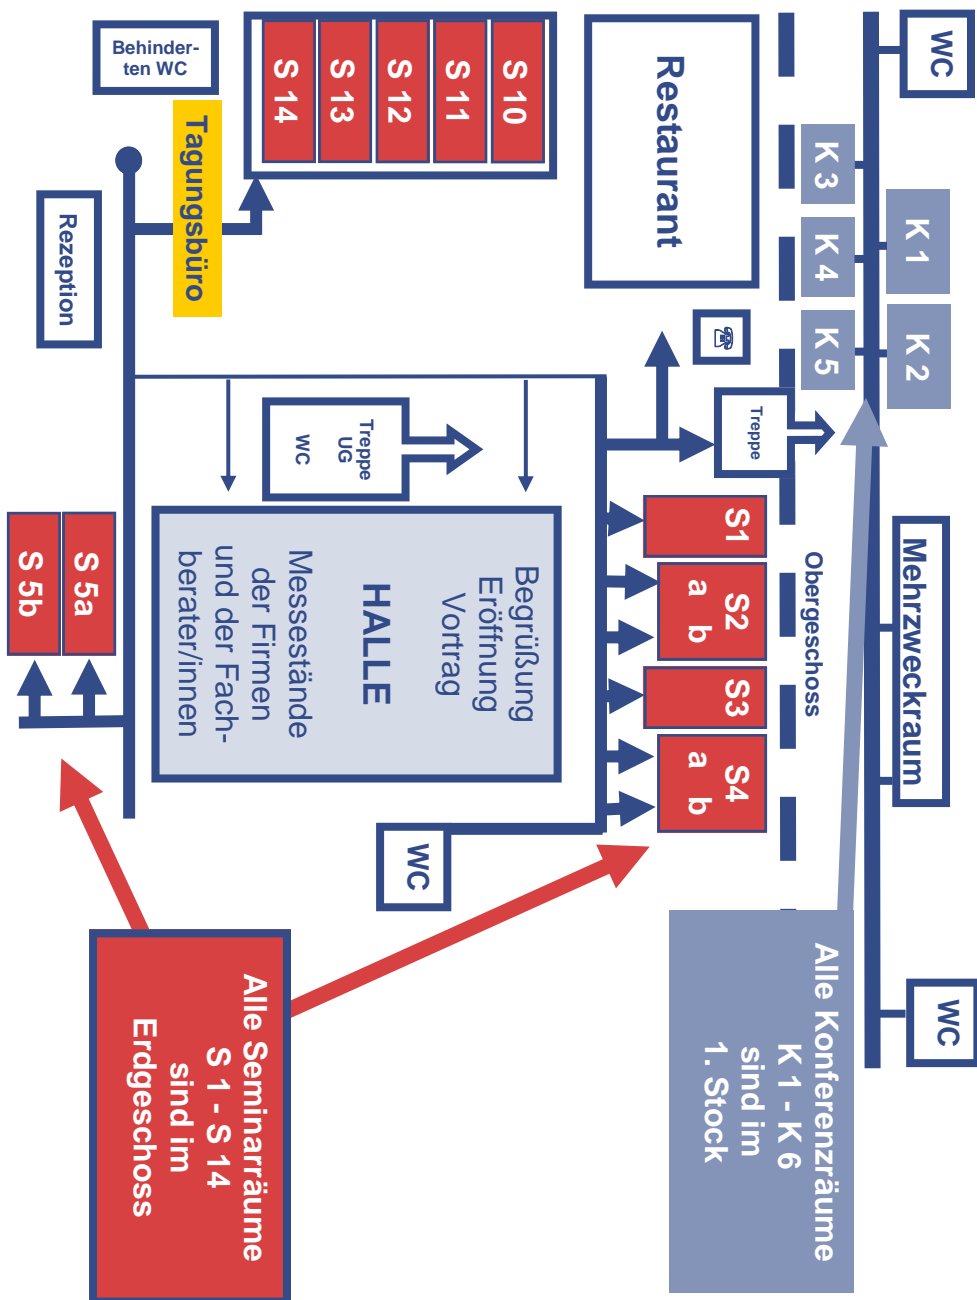 WC
K 1
K 2
Mehrzweckraum
WC
K 3
K 4
K 5
Obergeschoss
Alle Konferenzräume
K 1 - K 6
sind im
1. Stock
Restaurant
☎
Treppe
S1
S2
a b
S3
S4
a b
S 10
S 11
S 12
S 13
S 14
Treppe
UG
WC
Begrüßung
Eröffnung
Vortrag
HALLE
Messestände
der Firmen
und der Fach-
berater/innen
WC
Alle Seminarräume
S 1 - S 14
sind im
Erdgeschoss
Behinder-
ten WC
Tagungsbüro
Rezeption
S 5a
S 5b